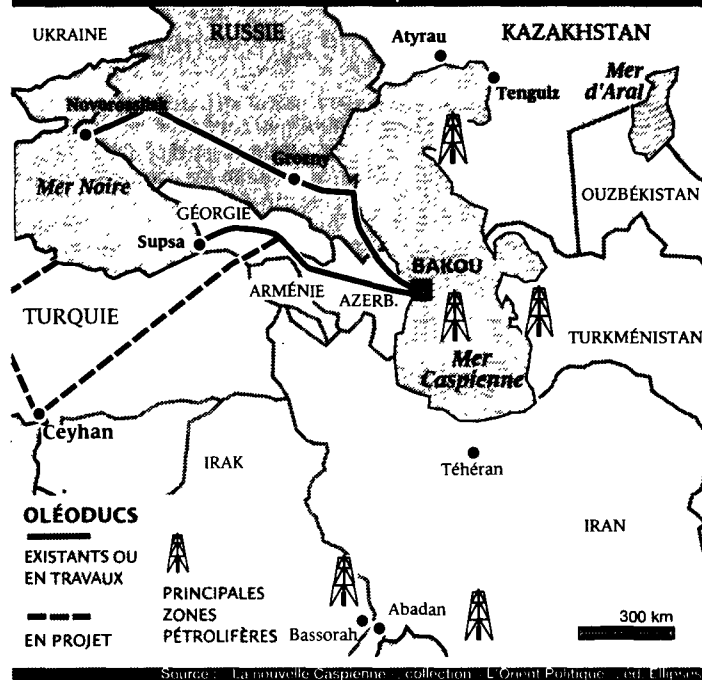 UKRAINE
RUSSIE
Atyrau
KAZAKHSTAN
Tenguiz
Mer
d'Aral
Novorossiisk
Grozny
Mer Noire
OUZBÉKISTAN
GÉORGIE
Supsa
BAKOU
ARMÉNIE
AZERB.
TURQUIE
TURKMÉNISTAN
Mer
Caspienne
Ceyhan
IRAK
Téhéran
IRAN
OLÉODUCS
EXISTANTS OU
EN TRAVAUX
EN PROJET
PRINCIPALES
ZONES
PÉTROLIFÈRES
Bassorah
Abadan
300 km
Source : La nouvelle Caspienne , collection L'Orient Politique , éd. Ellipses